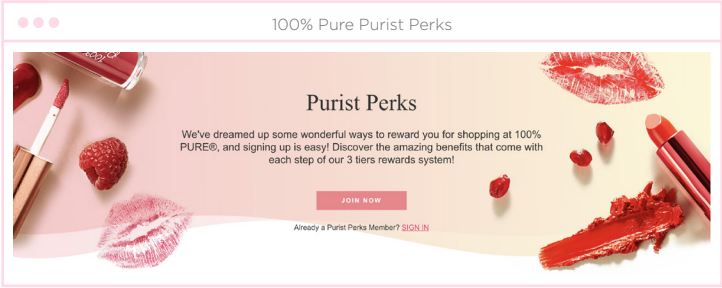 100% Pure Purist Perks
Purist Perks
We've dreamed up some wonderful ways to reward you for shopping at 100%
PURE®, and signing up is easy! Discover the amazing benefits that come with
each step of our 3 tiers rewards system!
JOIN NOW
Already a Purist Perks Member? SIGN IN